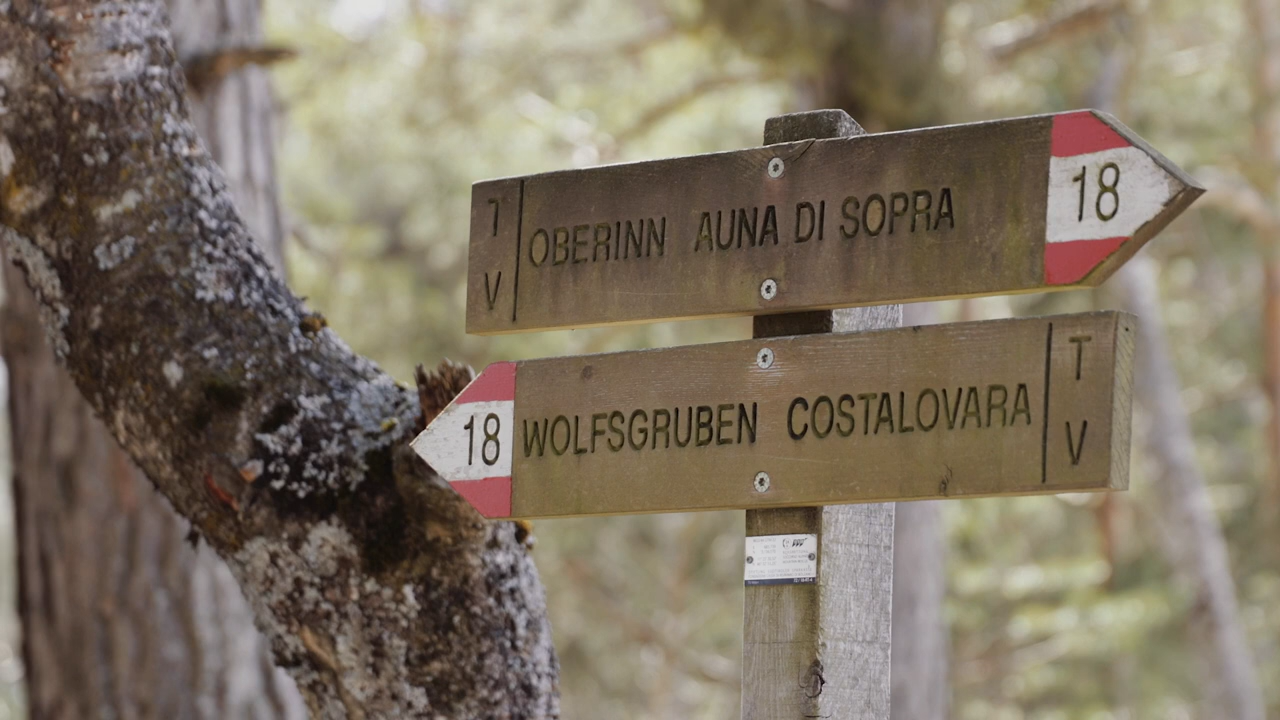 T
V
OBERINN AUNA DI SOPRA
18
18
WOLFSGRUBEN COSTALOVARA
T
V